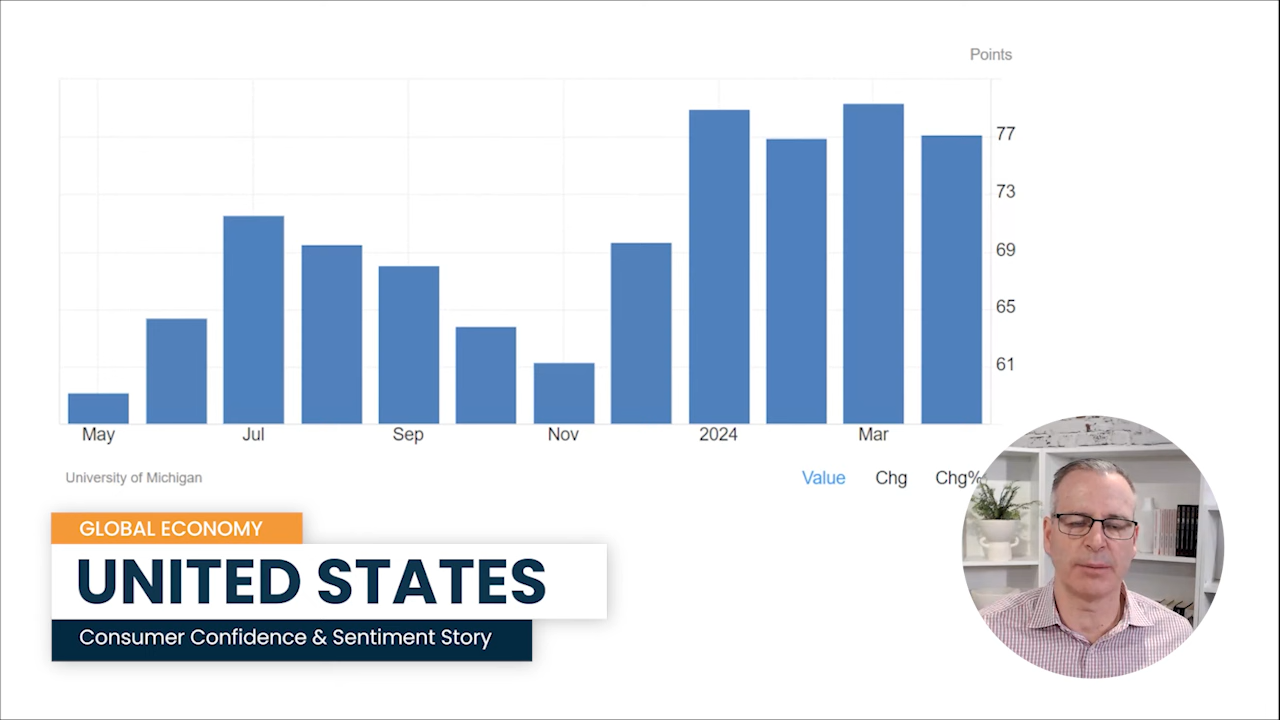 Points
77
73
69
65
61
May Jul Sep Nov 2024 Mar
University of Michigan
Value Chg Chg%
GLOBAL ECONOMY
UNITED STATES
Consumer Confidence & Sentiment Story